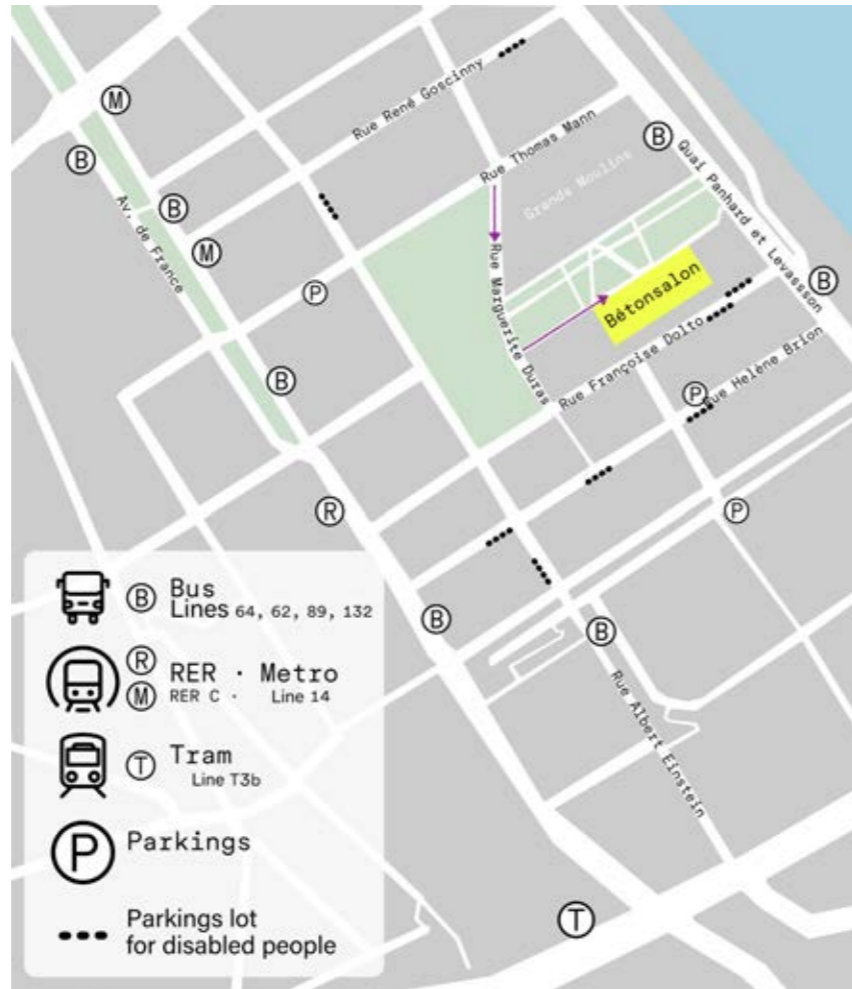 Rue René Goscinny
M
B
Rue Thomas Mann
B
Quai Panhard et Levassson
Grands Moulins
B
Av. de France
M
P
Rue Marguerite Duras
Bétonsalon
B
B
Rue Françoise Dolto
Rue Helène Brion
P
R
P
B
B
Rue Albert Einstein
T
B Bus
Lines 64, 62, 89, 132
R RER · Metro
M RER C · Line 14
T Tram
Line T3b
P Parkings
Parkings lot
for disabled people